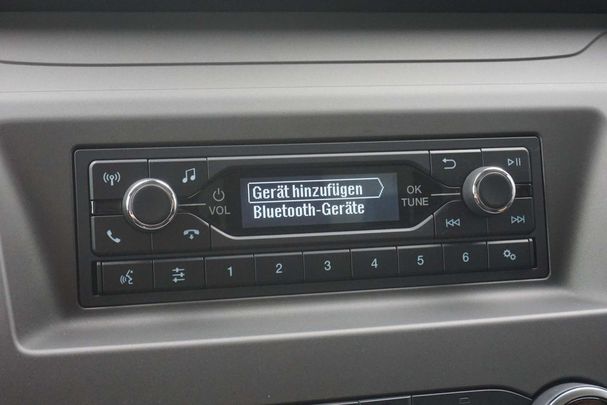 Gerät hinzufügen
Bluetooth-Geräte
VOL
OK
TUNE
1 2 3 4 5 6